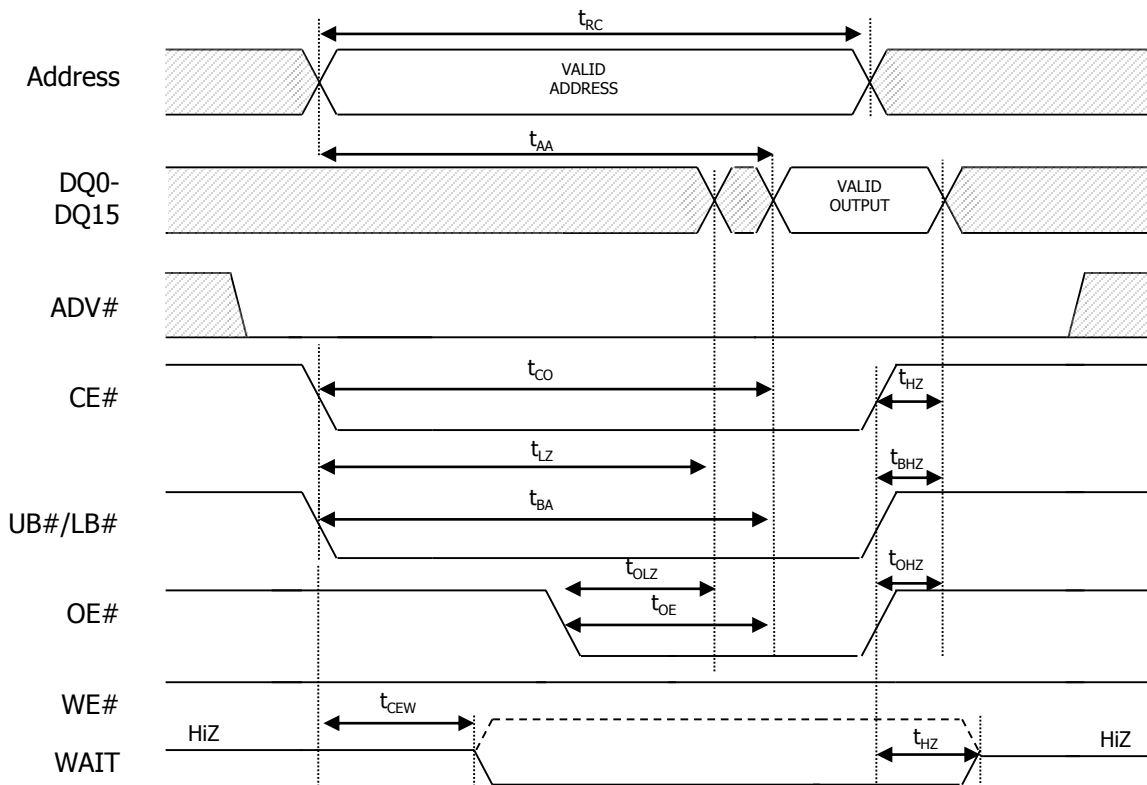 tRC
Address
VALID
ADDRESS
tAA
DQ0-
DQ15
VALID
OUTPUT
ADV#
tCO
tHZ
CE#
tLZ
tBHZ
tBA
UB#/LB#
tOLZ
tOHZ
tOE
OE#
WE#
tCEW
HiZ
tHZ
HiZ
WAIT